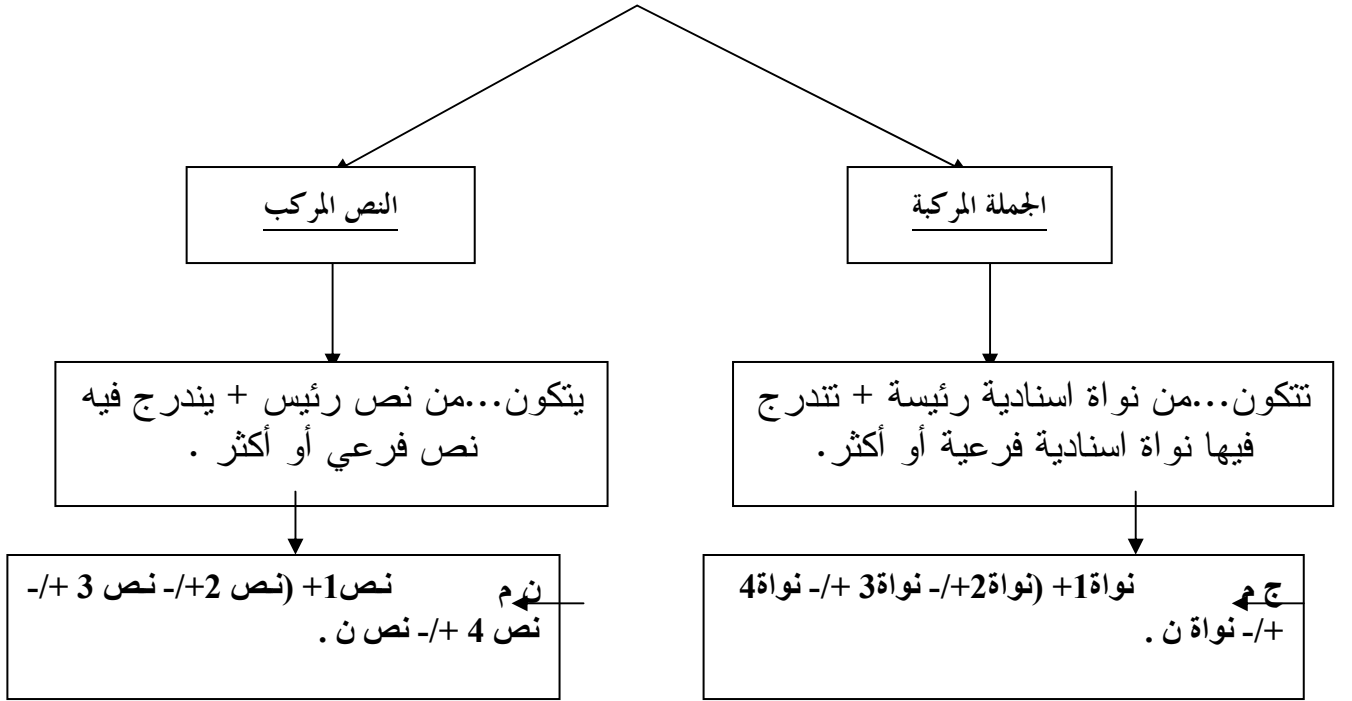 الجملة المركبة
النص المركب
تتكون...من نواة اسنادية رئيسة + تتدرج
فيها نواة اسنادية فرعية أو أكثر.
يتكون...من نص رئيس + يندرج فيه
نص فرعي أو أكثر .
ج م نواة1+ (نواة2+/- نواة3 +/- نواة4
+/- نواة ن .
ن م نص1+ (نص 2+/- نص 3 +/-
نص 4 +/- نص ن .